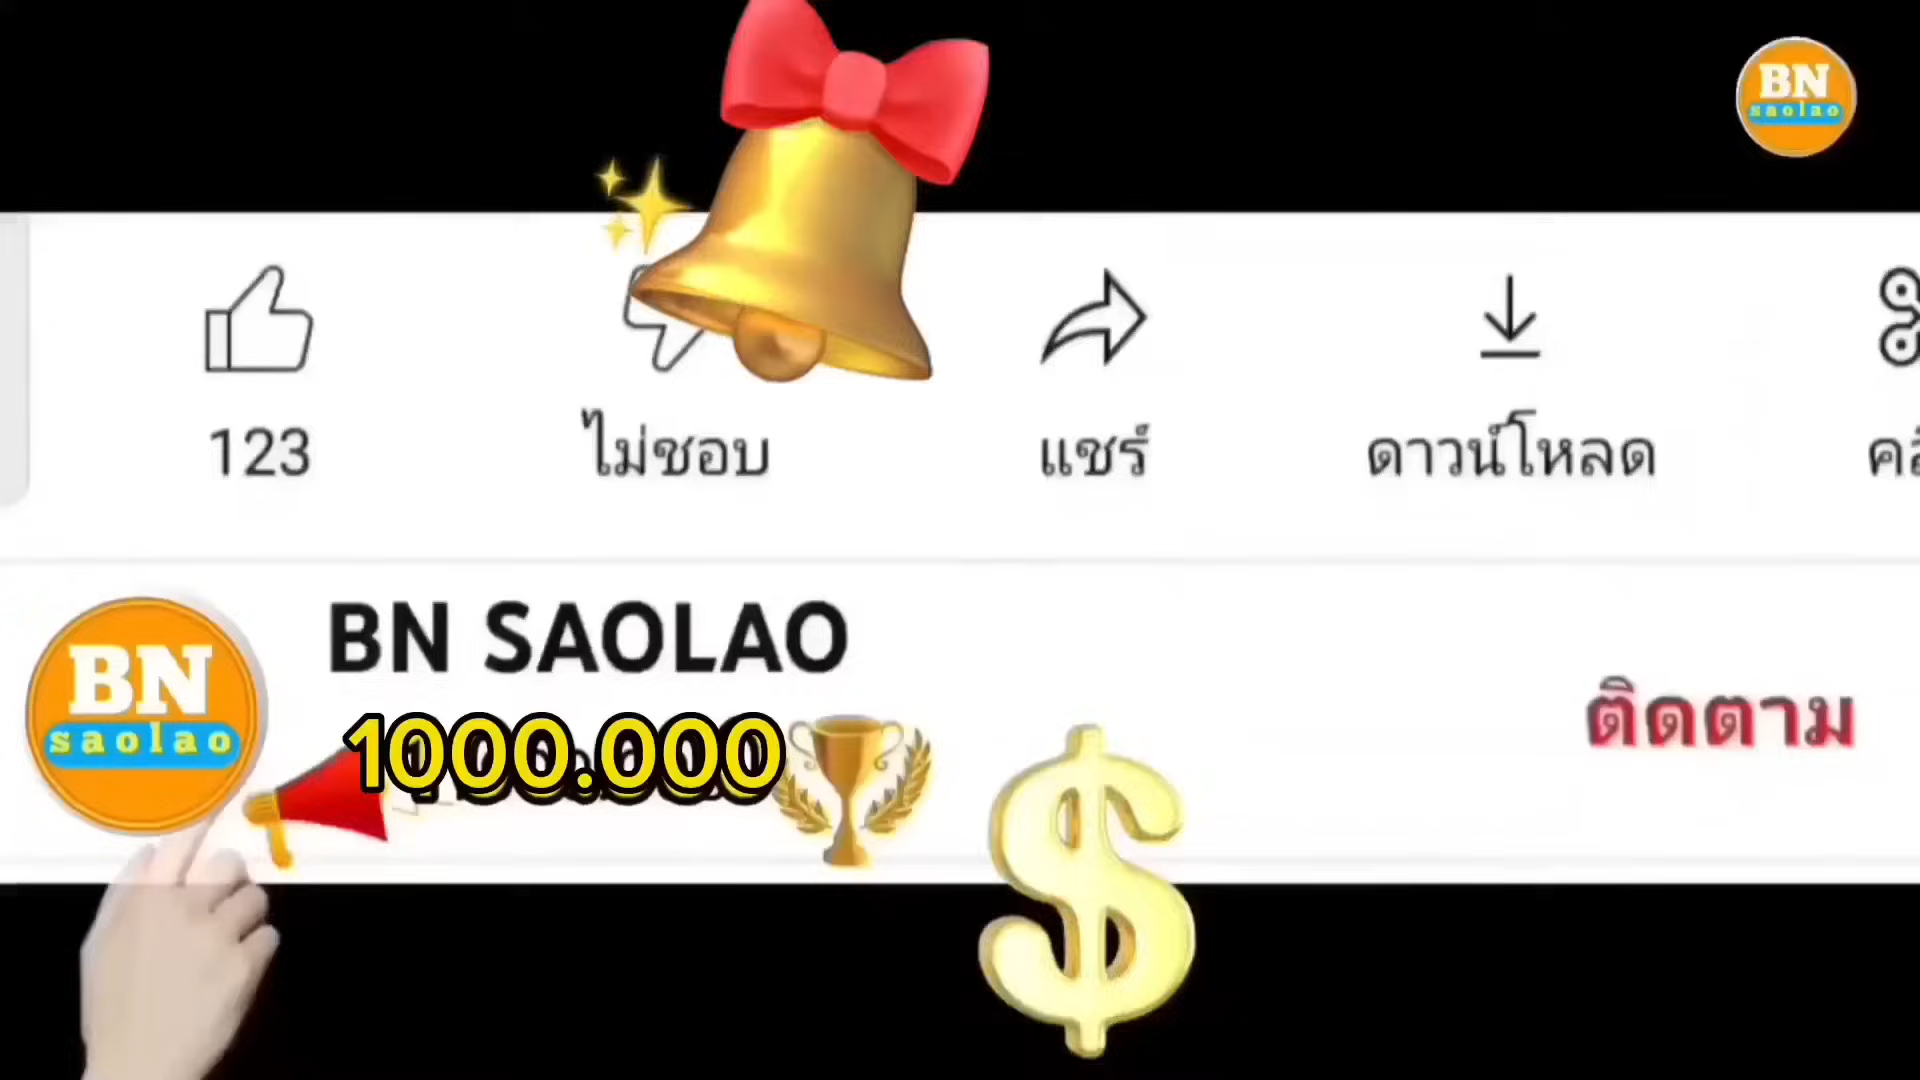 BN
saolao
123
ไม่ชอบ
แชร์
ดาวน์โหลด
BN SAOLAO
BN
saolao
1000.000
ติดตาม